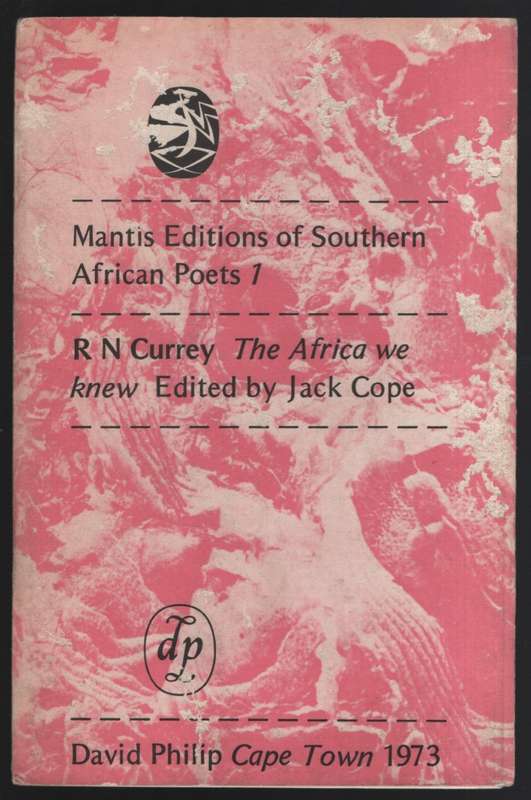 Mantis Editions of Southern
African Poets 1
R N Currey The Africa we
knew Edited by Jack Cope
dp
David Philip Cape Town 1973